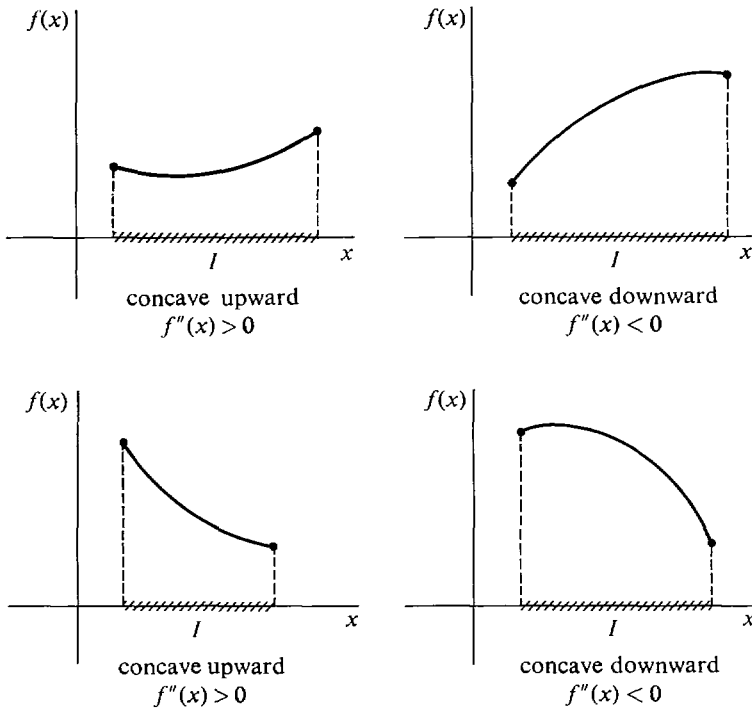 f(x)
x
I
concave upward
f″(x) > 0
f(x)
x
I
concave downward
f″(x) < 0
f(x)
x
I
concave upward
f″(x) > 0
f(x)
x
I
concave downward
f″(x) < 0